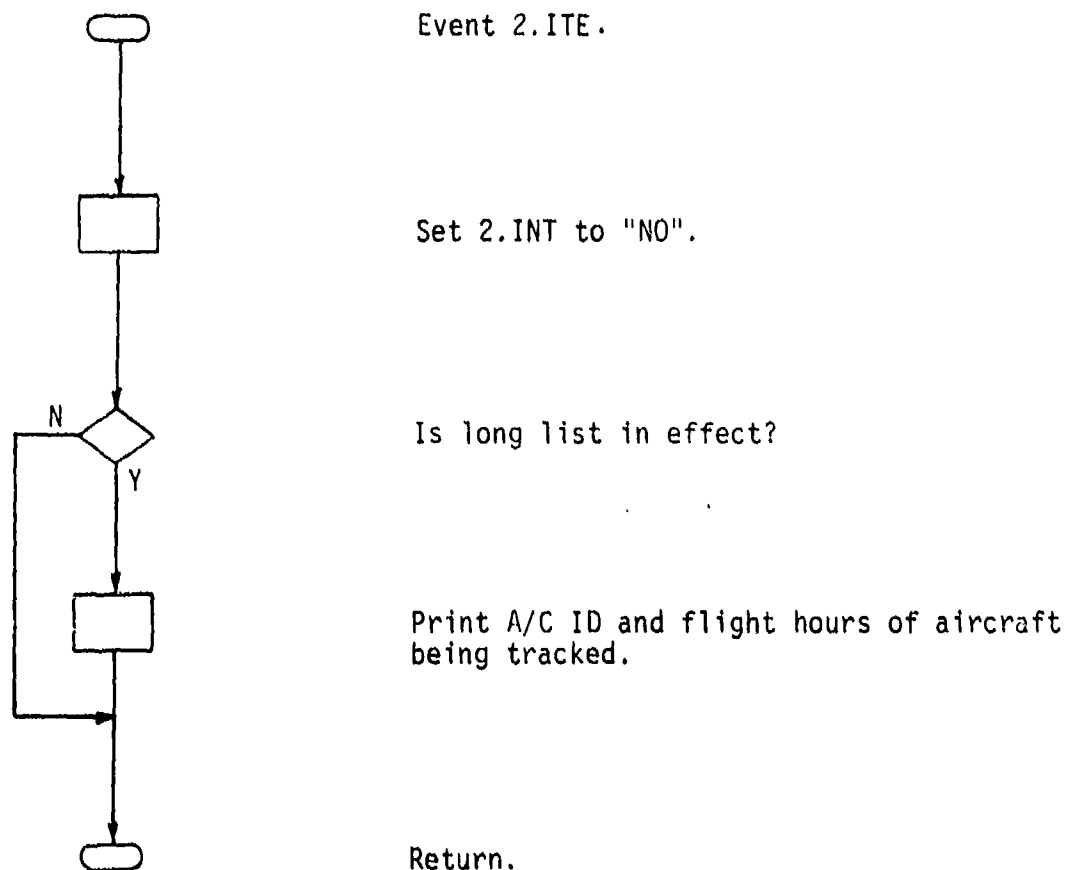 Event 2.ITE.
Set 2.INT to "NO".
N
Is long list in effect?
Y
Print A/C ID and flight hours of aircraft
being tracked.
Return.